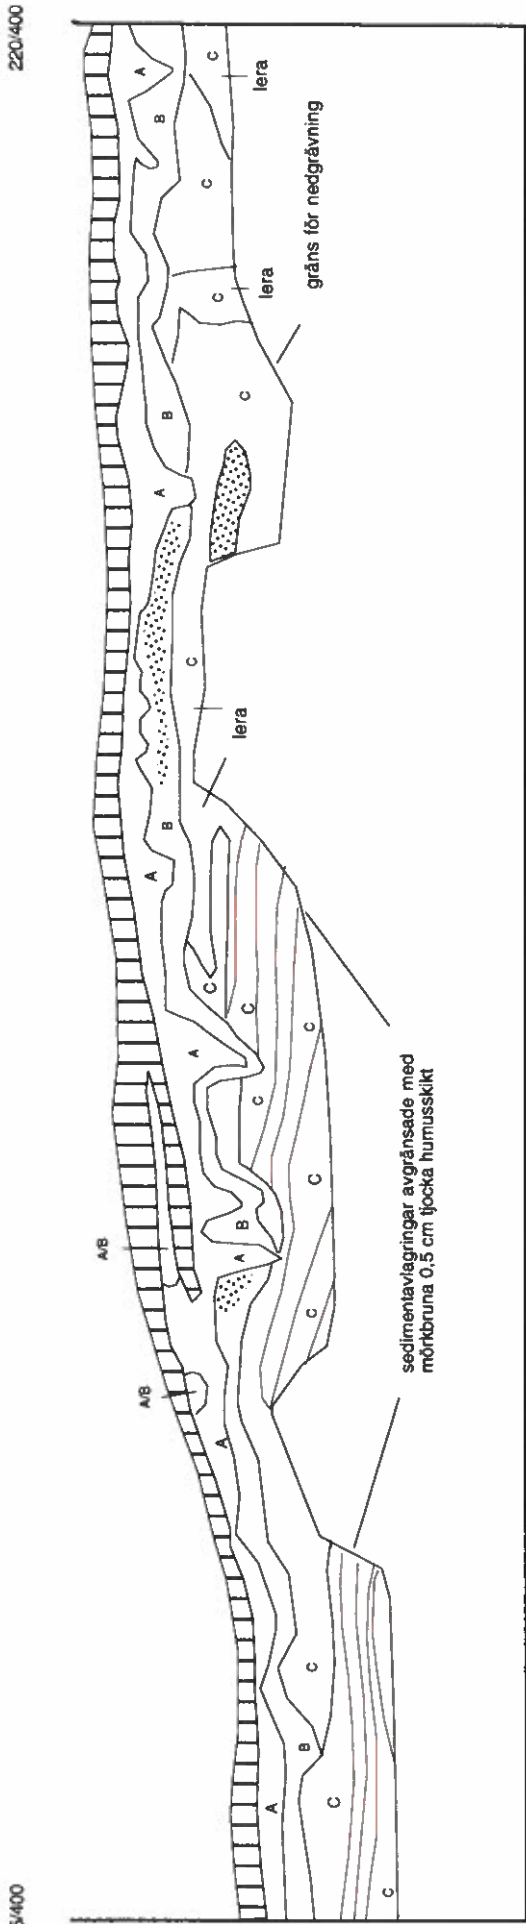 /400
220/400
A/B
A/B
A
A
A
A
A
A
A
B
B
B
B
B
C
C
C
C
C
C
C
C
C
C
C
C
C
C
lera
lera
lera
gräns för nedgrävning
sedimentavlagringar avgränsade med
mörkbruna 0,5 cm tjocka humusskikt